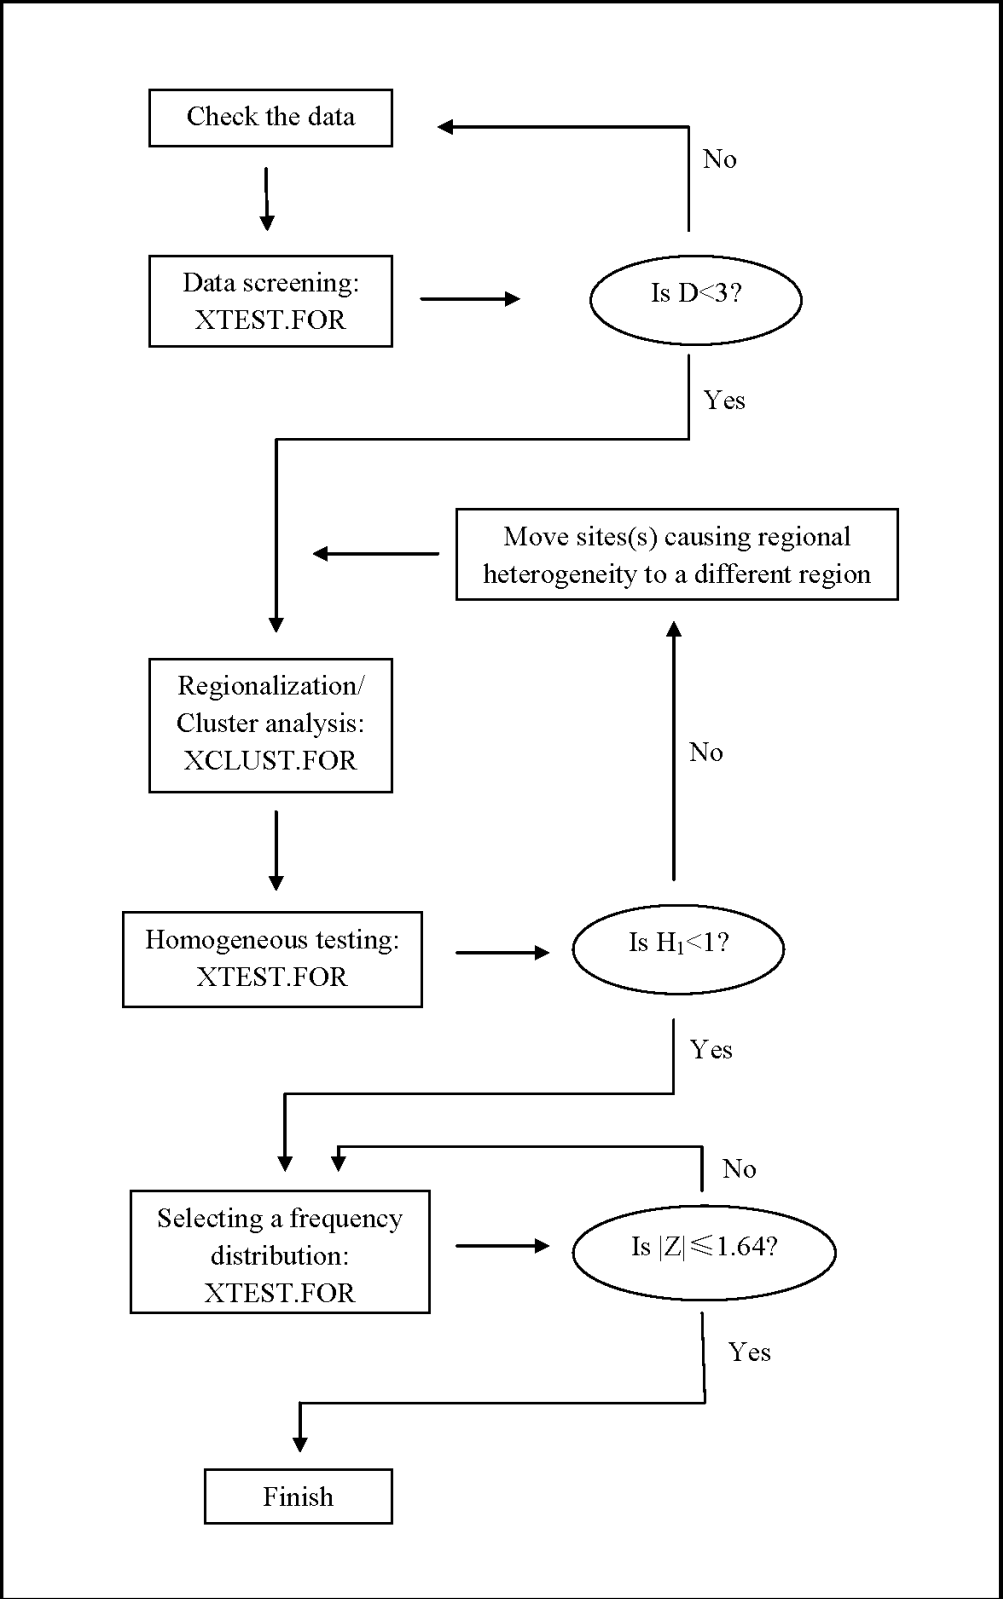 Check the data
No
Data screening:
XTEST.FOR
Is D<3?
Yes
Move sites(s) causing regional
heterogeneity to a different region
Regionalization/
Cluster analysis:
XCLUST.FOR
No
Homogeneous testing:
XTEST.FOR
Is H₁<1?
Yes
No
Selecting a frequency
distribution:
XTEST.FOR
Is |Z|⩽1.64?
Yes
Finish